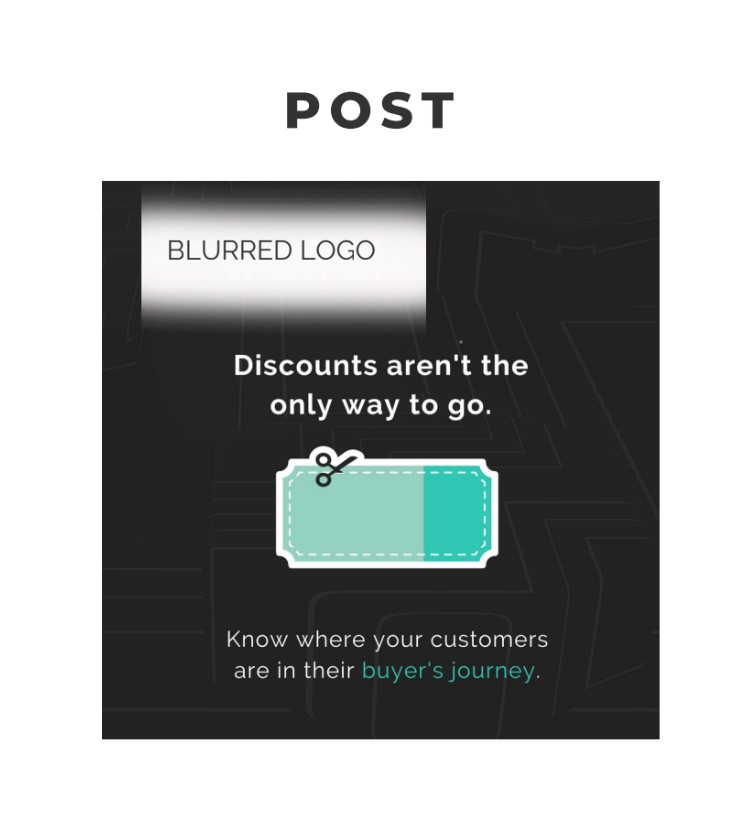 POST
BLURRED LOGO
Discounts aren't the
only way to go.
Know where your customers
are in their buyer's journey.